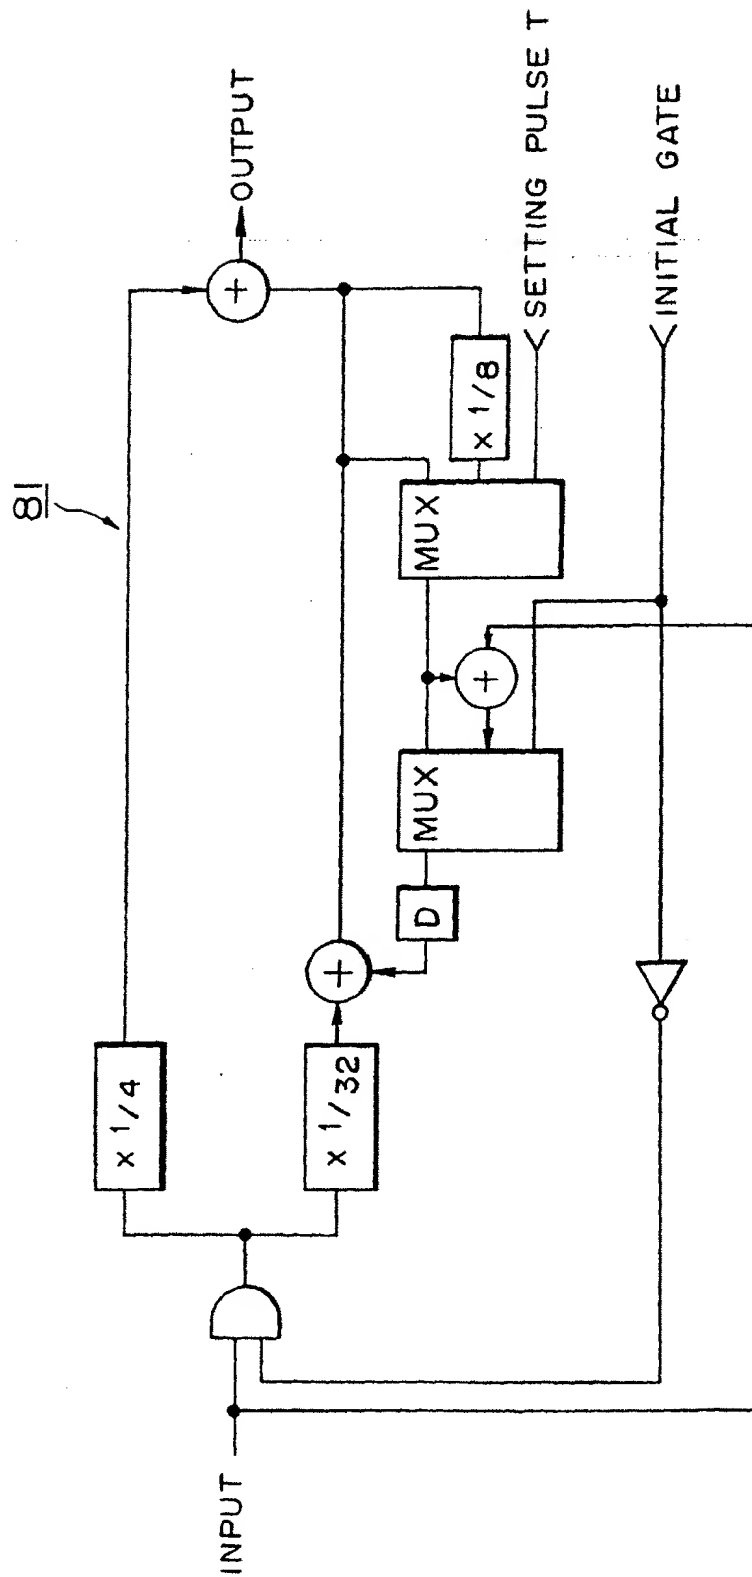 81
INPUT
x 1/4
x 1/32
+
D
MUX
+
MUX
x 1/8
+
OUTPUT
SETTING PULSE T
INITIAL GATE